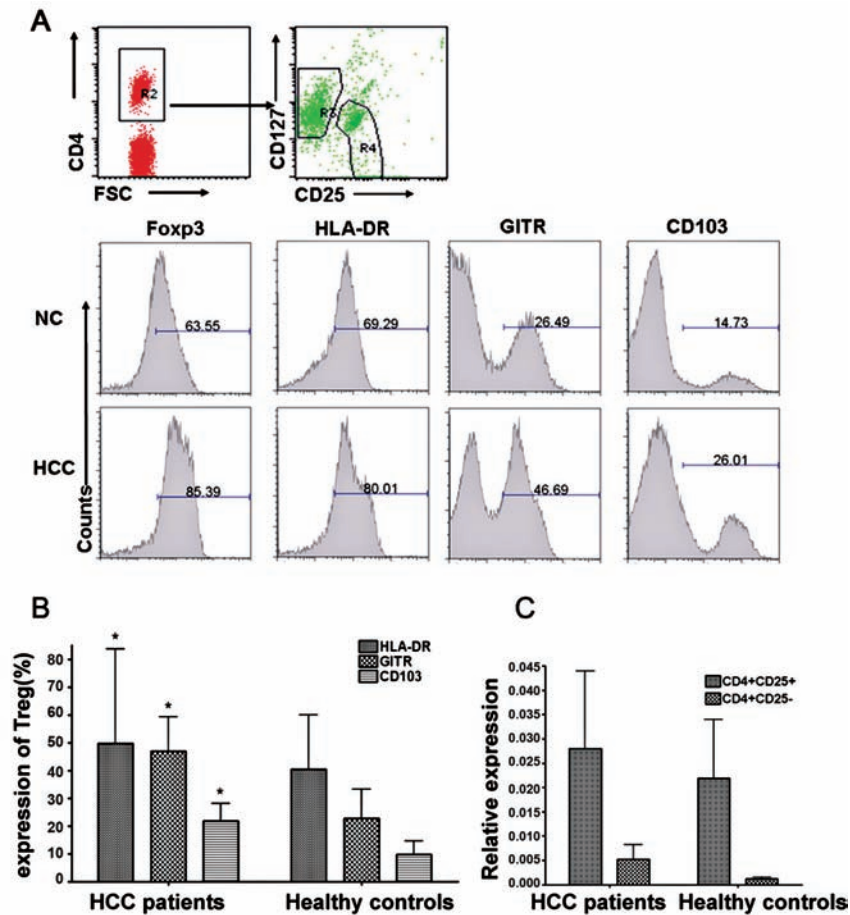 A
CD4
R2
FSC
CD127
R3
R4
CD25
Foxp3 HLA-DR GITR CD103
NC
63.55 69.29 26.49 14.73
HCC
85.39 80.01 46.69 26.01
Counts
B
expression of Treg(%)
80
70
60
50
40
30
20
10
0
* * *
HLA-DR
GITR
CD103
HCC patients Healthy controls
C
Relative expression
0.045
0.040
0.035
0.030
0.025
0.020
0.015
0.010
0.005
0.000
CD4+CD25+
CD4+CD25-
HCC patients Healthy controls